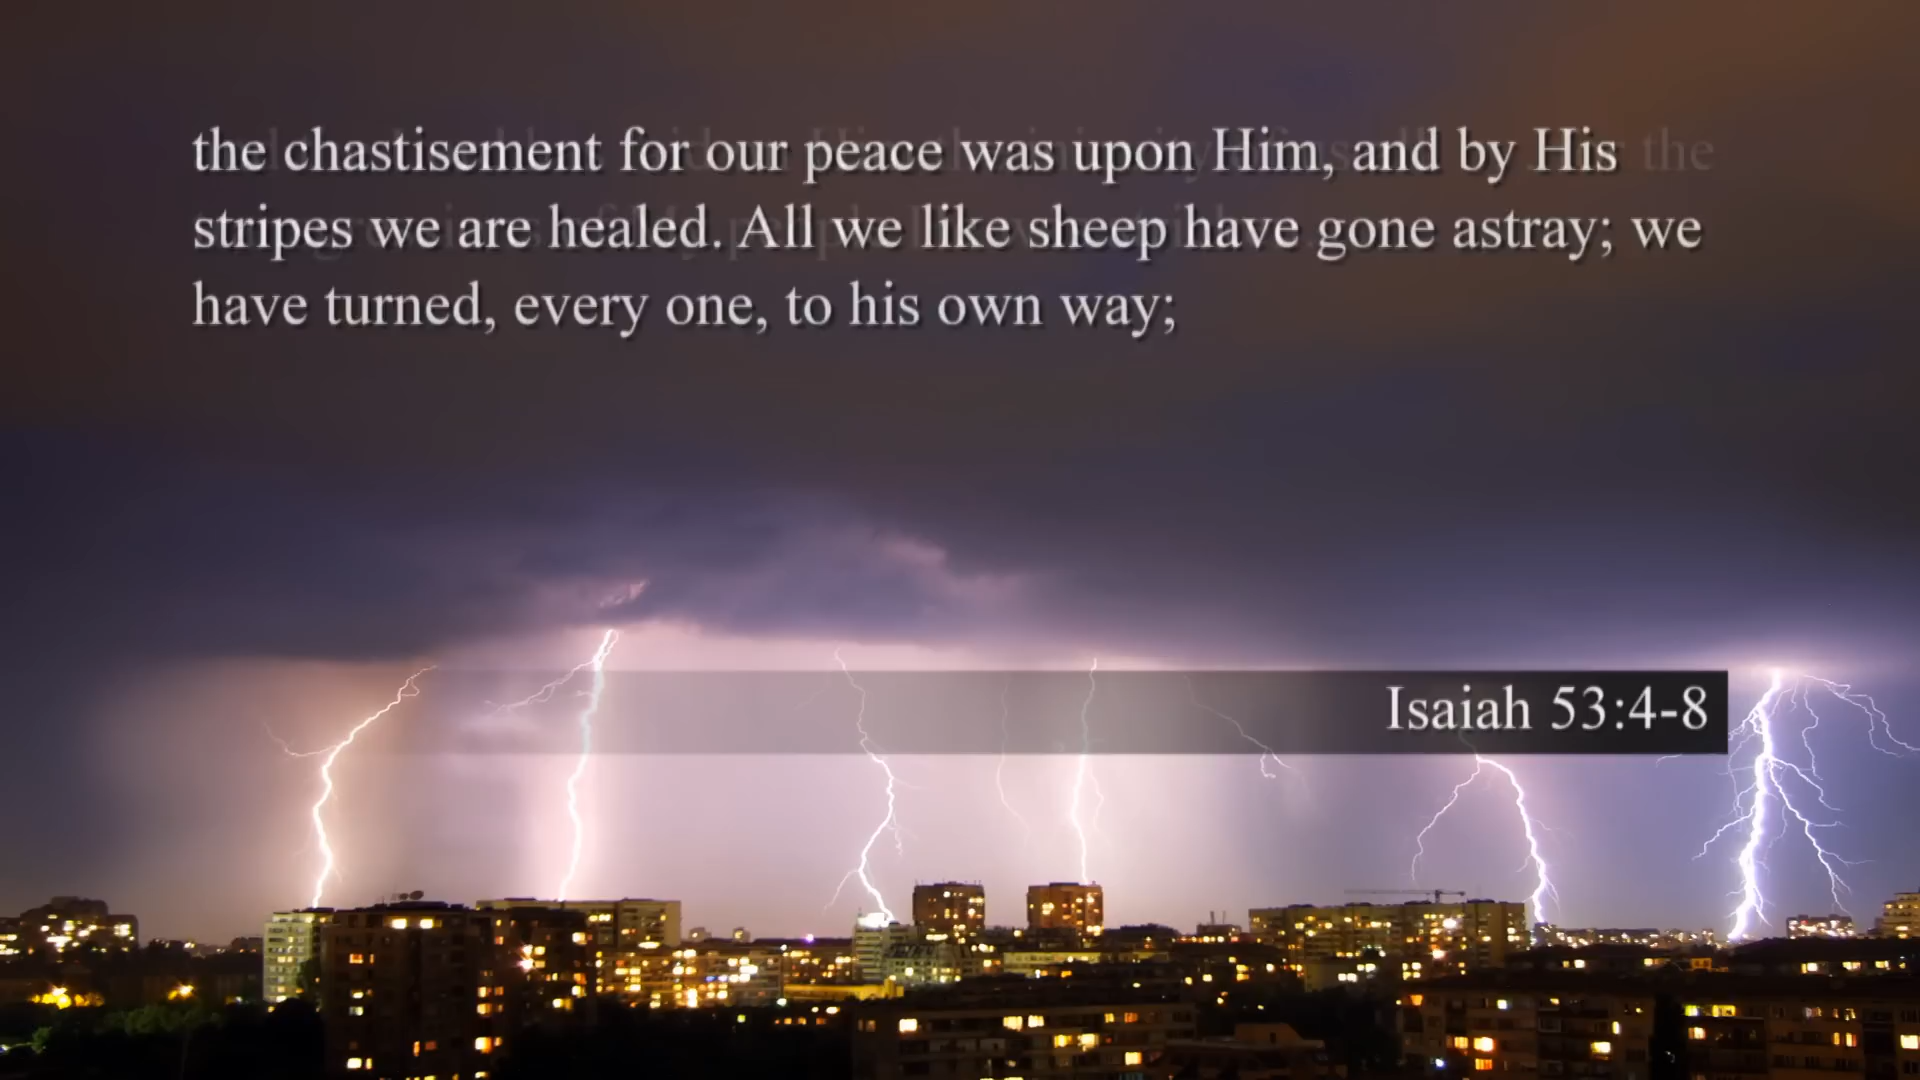 the chastisement for our peace was upon Him, and by His
stripes we are healed. All we like sheep have gone astray; we
have turned, every one, to his own way;
Isaiah 53:4-8